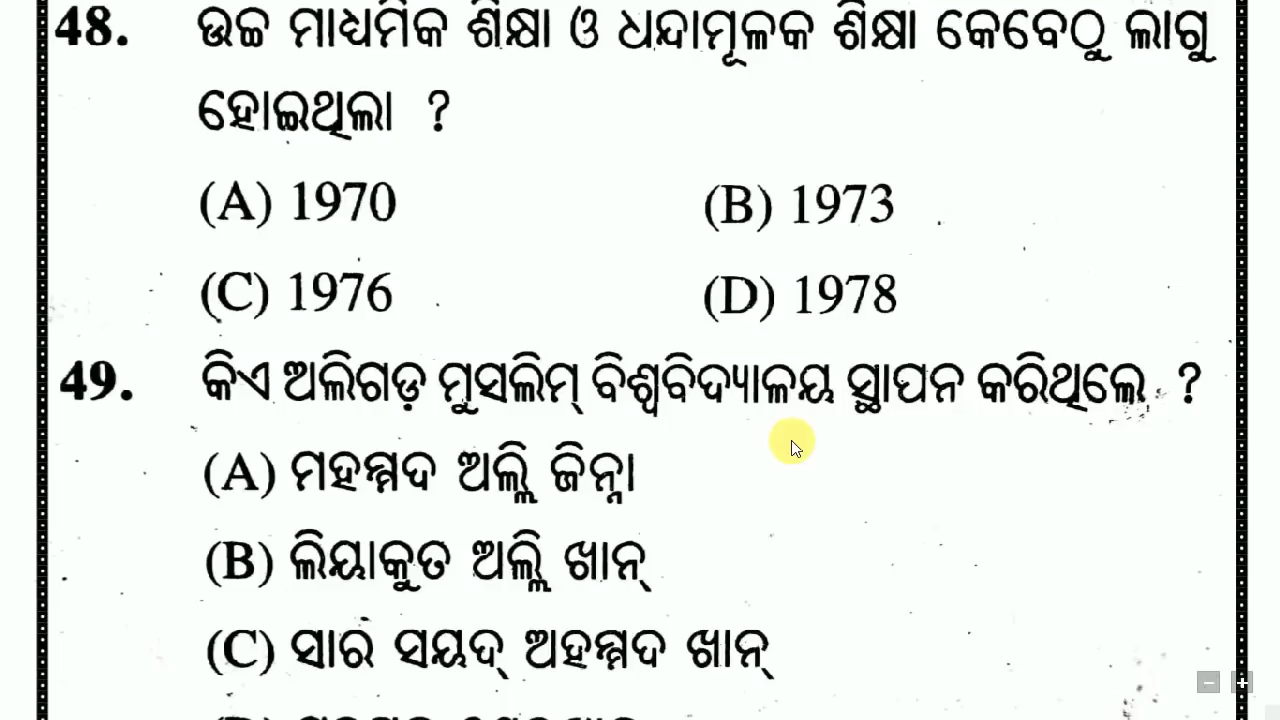 48. ଉଚ୍ଚ ମାଧ୍ୟମିକ ଶିକ୍ଷା ଓ ଧନ୍ଦାମୂଳକ ଶିକ୍ଷା କେବେଠୁ ଲାଗୁ
ହୋଇଥିଲା ?
(A) 1970 (B) 1973
(C) 1976 (D) 1978
49. କିଏ ଅଲିଗଡ଼ ମୁସଲିମ୍ ବିଶ୍ୱବିଦ୍ୟାଳୟ ସ୍ଥାପନ କରିଥିଲେ ?
(A) ମହମ୍ମଦ ଅଲ୍ଲି ଜିନ୍ନା
(B) ଲିୟାକୁତ ଅଲ୍ଲି ଖାନ୍
(C) ସାର ସୟଦ୍ ଅହମ୍ମଦ ଖାନ୍